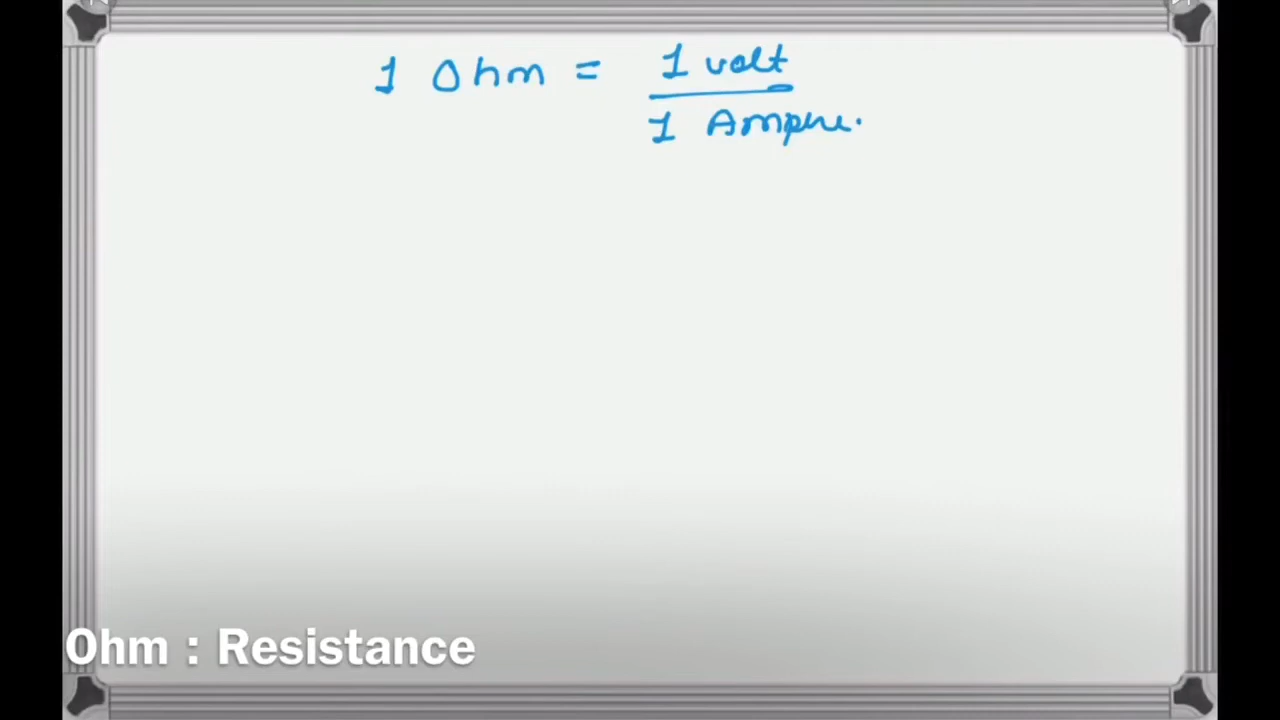 1 Ohm = 1 volt
1 Ampere.
Ohm : Resistance